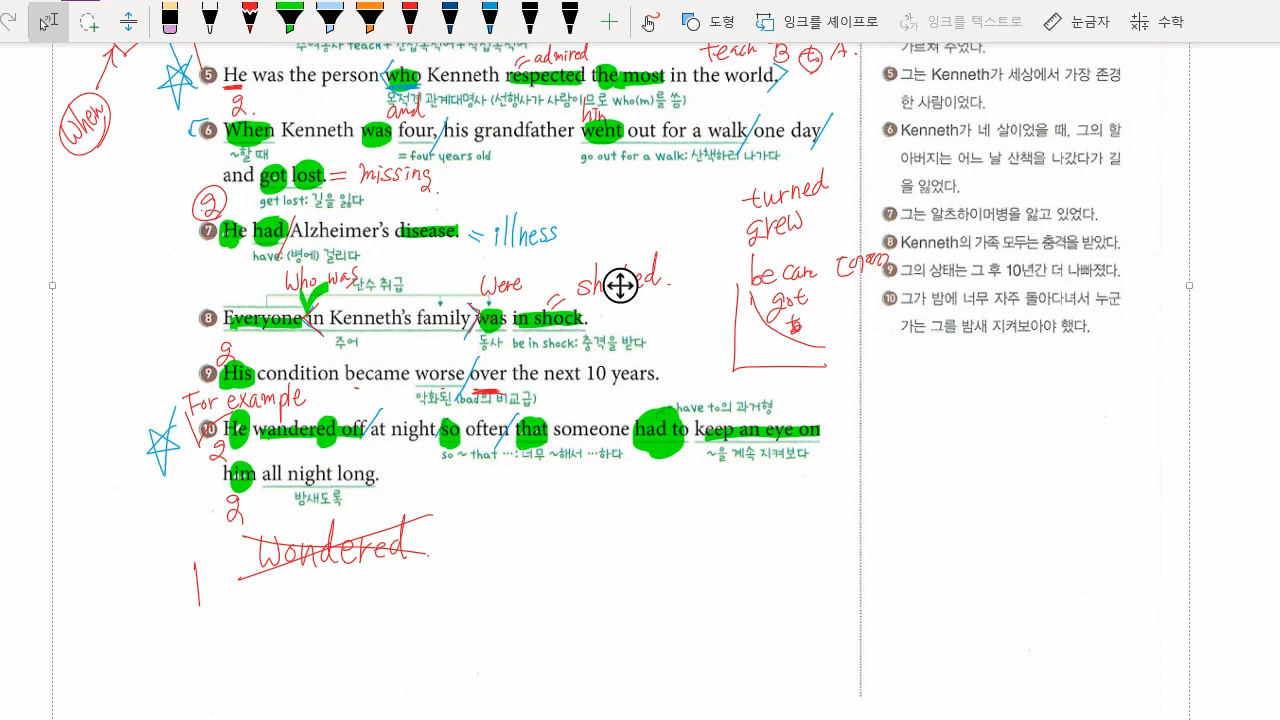 도형 잉크를 셰이프로 잉크를 텍스트로 눈금자 수학
When
teach B to A.
= admired
⑤ He was the person who Kenneth respected the most in the world.
g.
목적격 관계대명사 (선행사가 사람이므로 who(m)를 씀)
and
him
⑥ When Kenneth was four, his grandfather went out for a walk one day
~할 때 = four years old go out for a walk: 산책하러 나가다
and got lost. = missing
g.
get lost: 길을 잃다
g
⑦ He had Alzheimer's disease. = illness
have: (병에) 걸리다
turned
grew
got
who was 단수 취급 were =
⑧ Everyone in Kenneth's family was in shock.
주어 동사 be in shock: 충격을 받다
g
⑨ His condition became worse over the next 10 years.
악화된 (bad의 비교급)
For example
have to의 과거형
⑩ He wandered off at night so often that someone had to keep an eye on
g
so ~ that …: 너무 ~해서 …하다 ~을 계속 지켜보다
him all night long.
g
밤새도록
wondered
가르쳐 주었다.
⑤ 그는 Kenneth가 세상에서 가장 존경
한 사람이었다.
⑥ Kenneth가 네 살이었을 때, 그의 할
아버지는 어느 날 산책을 나갔다가 길
을 잃었다.
⑦ 그는 알츠하이머병을 앓고 있었다.
⑧ Kenneth의 가족 모두는 충격을 받았다.
⑨ 그의 상태는 그 후 10년간 더 나빠졌다.
⑩ 그가 밤에 너무 자주 돌아다녀서 누군
가는 그를 밤새 지켜보아야 했다.